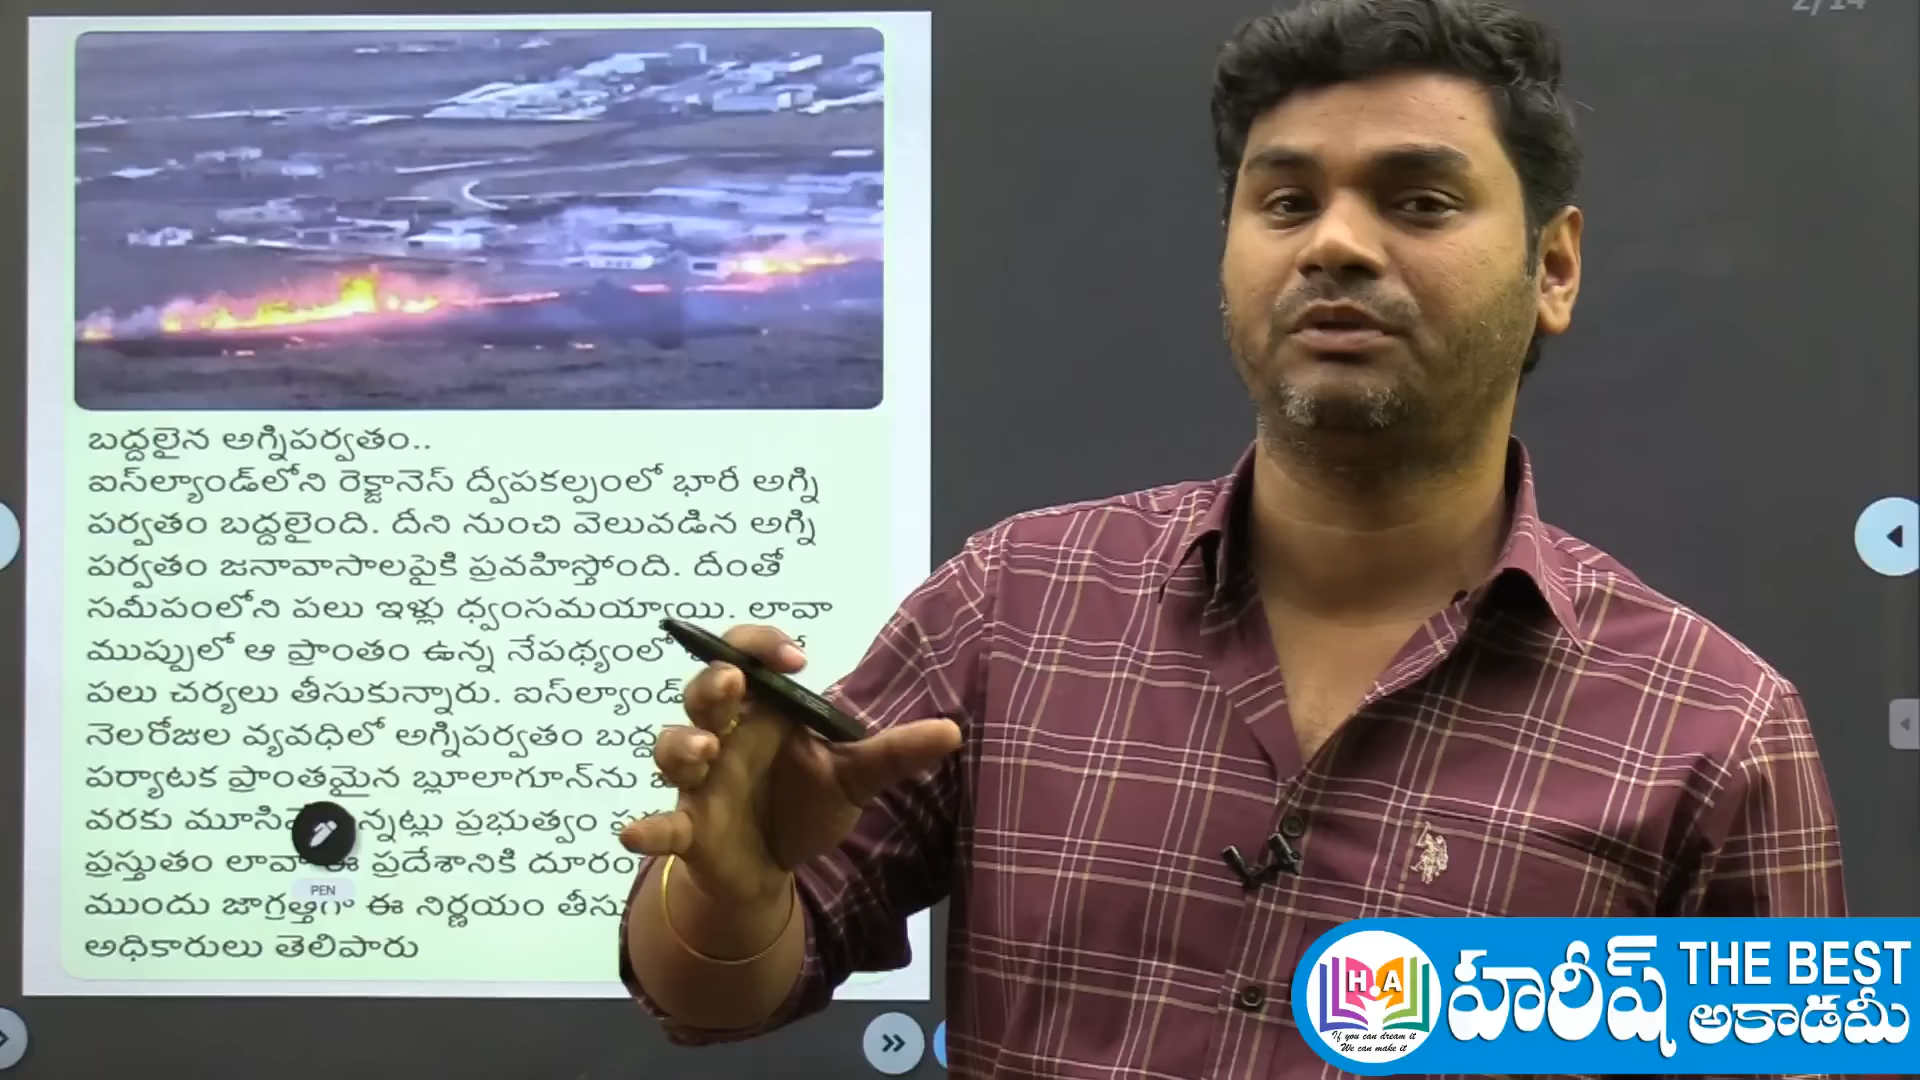 2/14
బద్దలైన అగ్నిపర్వతం..
ఐస్‌ల్యాండ్‌లోని రెక్జానెస్ ద్వీపకల్పంలో భారీ అగ్ని
పర్వతం బద్దలైంది. దీని నుంచి వెలువడిన అగ్ని
పర్వతం జనావాసాలపైకి ప్రవహిస్తోంది. దీంతో
సమీపంలోని పలు ఇళ్లు ధ్వంసమయ్యాయి. లావా
ముప్పులో ఆ ప్రాంతం ఉన్న నేపథ్యంలో
పలు చర్యలు తీసుకున్నారు. ఐస్‌ల్యాండ్
నెలరోజుల వ్యవధిలో అగ్నిపర్వతం
పర్యాటక ప్రాంతమైన బ్లూలాగూన్‌ను
వరకు ప్రభుత్వం
ప్రస్తుతం లావా ఈ ప్రదేశానికి
ముందు జాగ్రత్తగా ఈ నిర్ణయం
అధికారులు తెలిపారు
PEN
H.A
If you can dream it
We can make it
హరీష్ THE BEST
అకాడమీ